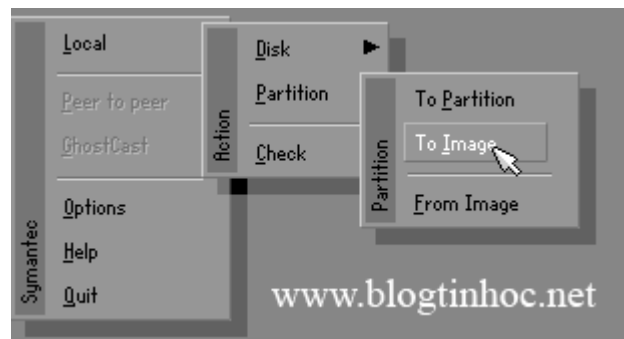 Local
Peer to peer
GhostCast
Options
Help
Quit
Symantec
Disk
Partition
Check
Action
To Partition
To Image
From Image
Partition
www.blogtinhoc.net